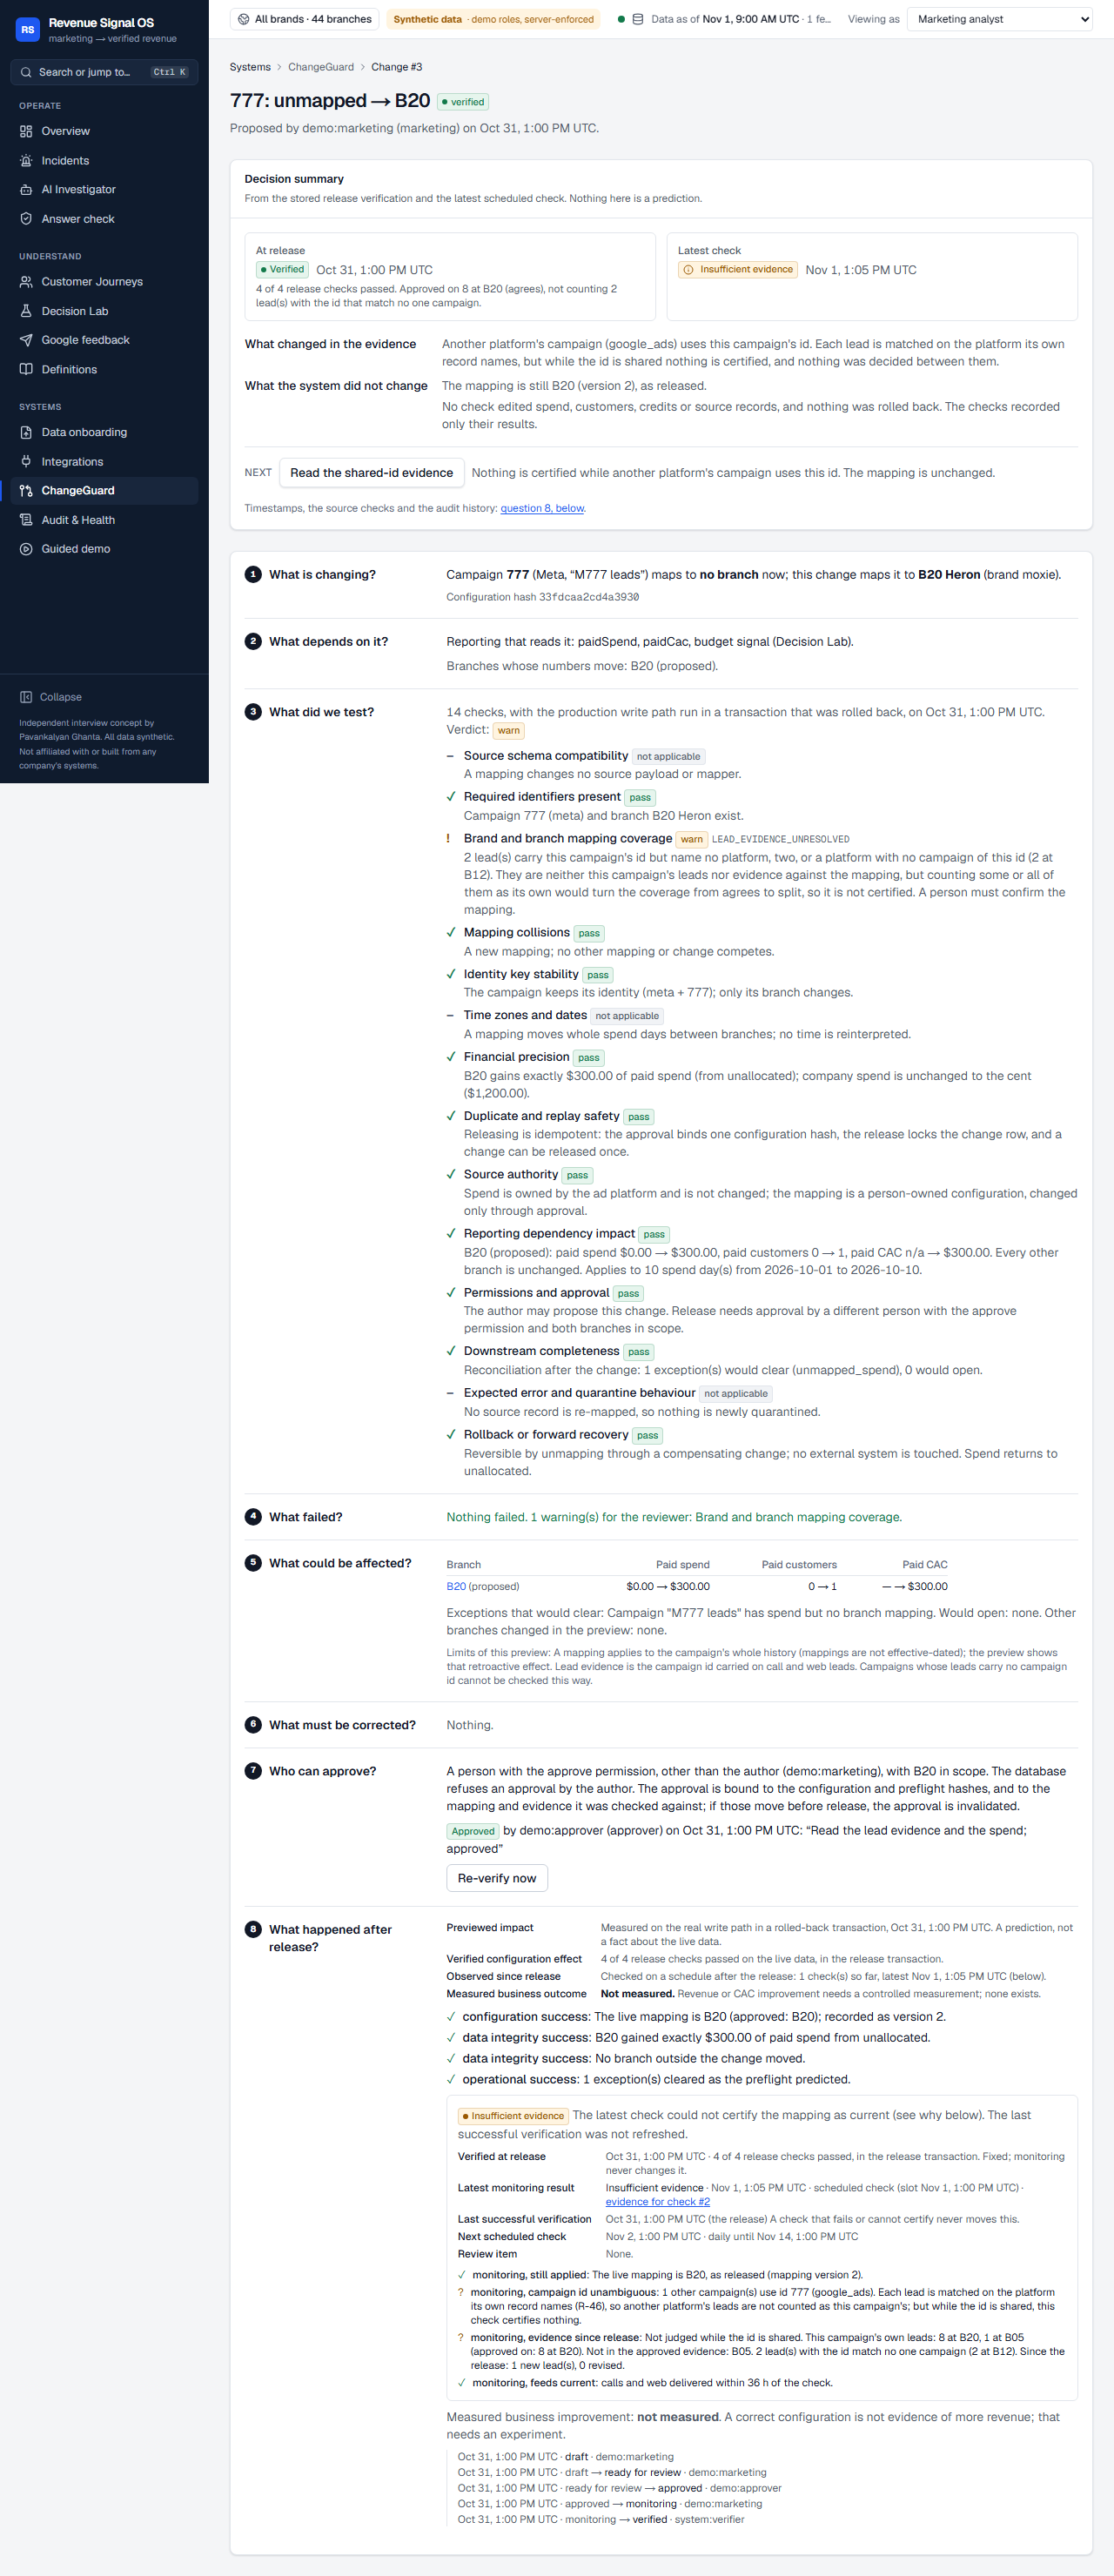 RS
Revenue Signal OS
marketing → verified revenue
Search or jump to...
Ctrl K
OPERATE
Overview
Incidents
AI Investigator
Answer check
UNDERSTAND
Customer Journeys
Decision Lab
Google feedback
Definitions
SYSTEMS
Data onboarding
Integrations
ChangeGuard
Audit & Health
Guided demo
Collapse
Independent interview concept by
Pavankalyan Ghanta. All data synthetic.
Not affiliated with or built from any
company's systems.
All brands · 44 branches
Synthetic data · demo roles, server-enforced
Data as of Nov 1, 9:00 AM UTC · 1 fe...
Viewing as
Marketing analyst
Systems > ChangeGuard > Change #3
777: unmapped → B20
verified
Proposed by demo:marketing (marketing) on Oct 31, 1:00 PM UTC.
Decision summary
From the stored release verification and the latest scheduled check. Nothing here is a prediction.
At release
Verified Oct 31, 1:00 PM UTC
4 of 4 release checks passed. Approved on 8 at B20 (agrees), not counting 2
lead(s) with the id that match no one campaign.
Latest check
Insufficient evidence Nov 1, 1:05 PM UTC
What changed in the evidence
Another platform's campaign (google_ads) uses this campaign's id. Each lead is matched on the platform its own
record names, but while the id is shared nothing is certified, and nothing was decided between them.
What the system did not change
The mapping is still B20 (version 2), as released.
No check edited spend, customers, credits or source records, and nothing was rolled back. The checks recorded
only their results.
NEXT
Read the shared-id evidence
Nothing is certified while another platform's campaign uses this id. The mapping is unchanged.
Timestamps, the source checks and the audit history: question 8, below.
1 What is changing?
Campaign 777 (Meta, “M777 leads”) maps to no branch now; this change maps it to B20 Heron (brand moxie).
Configuration hash 33fdcaa2cd4a3930
2 What depends on it?
Reporting that reads it: paidSpend, paidCac, budget signal (Decision Lab).
Branches whose numbers move: B20 (proposed).
3 What did we test?
14 checks, with the production write path run in a transaction that was rolled back, on Oct 31, 1:00 PM UTC.
Verdict: warn
– Source schema compatibility not applicable
A mapping changes no source payload or mapper.
✓ Required identifiers present pass
Campaign 777 (meta) and branch B20 Heron exist.
! Brand and branch mapping coverage warn LEAD_EVIDENCE_UNRESOLVED
2 lead(s) carry this campaign's id but name no platform, two, or a platform with no campaign of this id (2 at
B12). They are neither this campaign's leads nor evidence against the mapping, but counting some or all of
them as its own would turn the coverage from agrees to split, so it is not certified. A person must confirm the
mapping.
✓ Mapping collisions pass
A new mapping; no other mapping or change competes.
✓ Identity key stability pass
The campaign keeps its identity (meta + 777); only its branch changes.
– Time zones and dates not applicable
A mapping moves whole spend days between branches; no time is reinterpreted.
✓ Financial precision pass
B20 gains exactly $300.00 of paid spend (from unallocated); company spend is unchanged to the cent
($1,200.00).
✓ Duplicate and replay safety pass
Releasing is idempotent: the approval binds one configuration hash, the release locks the change row, and a
change can be released once.
✓ Source authority pass
Spend is owned by the ad platform and is not changed; the mapping is a person-owned configuration, changed
only through approval.
✓ Reporting dependency impact pass
B20 (proposed): paid spend $0.00 → $300.00, paid customers 0 → 1, paid CAC n/a → $300.00. Every other
branch is unchanged. Applies to 10 spend day(s) from 2026-10-01 to 2026-10-10.
✓ Permissions and approval pass
The author may propose this change. Release needs approval by a different person with the approve
permission and both branches in scope.
✓ Downstream completeness pass
Reconciliation after the change: 1 exception(s) would clear (unmapped_spend), 0 would open.
– Expected error and quarantine behaviour not applicable
No source record is re-mapped, so nothing is newly quarantined.
✓ Rollback or forward recovery pass
Reversible by unmapping through a compensating change; no external system is touched. Spend returns to
unallocated.
4 What failed?
Nothing failed. 1 warning(s) for the reviewer: Brand and branch mapping coverage.
5 What could be affected?
Branch Paid spend Paid customers Paid CAC
B20 (proposed) $0.00 → $300.00 0 → 1 — → $300.00
Exceptions that would clear: Campaign "M777 leads" has spend but no branch mapping. Would open: none. Other
branches changed in the preview: none.
Limits of this preview: A mapping applies to the campaign's whole history (mappings are not effective-dated); the preview shows
that retroactive effect. Lead evidence is the campaign id carried on call and web leads. Campaigns whose leads carry no campaign
id cannot be checked this way.
6 What must be corrected?
Nothing.
7 Who can approve?
A person with the approve permission, other than the author (demo:marketing), with B20 in scope. The database
refuses an approval by the author. The approval is bound to the configuration and preflight hashes, and to the
mapping and evidence it was checked against; if those move before release, the approval is invalidated.
Approved by demo:approver (approver) on Oct 31, 1:00 PM UTC: “Read the lead evidence and the spend;
approved”
Re-verify now
8 What happened after
release?
Previewed impact
Measured on the real write path in a rolled-back transaction, Oct 31, 1:00 PM UTC. A prediction, not
a fact about the live data.
Verified configuration effect
4 of 4 release checks passed on the live data, in the release transaction.
Observed since release
Checked on a schedule after the release: 1 check(s) so far, latest Nov 1, 1:05 PM UTC (below).
Measured business outcome
Not measured. Revenue or CAC improvement needs a controlled measurement; none exists.
✓ configuration success: The live mapping is B20 (approved: B20); recorded as version 2.
✓ data integrity success: B20 gained exactly $300.00 of paid spend from unallocated.
✓ data integrity success: No branch outside the change moved.
✓ operational success: 1 exception(s) cleared as the preflight predicted.
Insufficient evidence The latest check could not certify the mapping as current (see why below). The last
successful verification was not refreshed.
Verified at release
Oct 31, 1:00 PM UTC · 4 of 4 release checks passed, in the release transaction. Fixed; monitoring
never changes it.
Latest monitoring result
Insufficient evidence · Nov 1, 1:05 PM UTC · scheduled check (slot Nov 1, 1:00 PM UTC) ·
evidence for check #2
Last successful verification
Oct 31, 1:00 PM UTC (the release) A check that fails or cannot certify never moves this.
Next scheduled check
Nov 2, 1:00 PM UTC · daily until Nov 14, 1:00 PM UTC
Review item
None.
✓ monitoring, still applied: The live mapping is B20, as released (mapping version 2).
? monitoring, campaign id unambiguous: 1 other campaign(s) use id 777 (google_ads). Each lead is matched on the platform
its own record names (R-46), so another platform's leads are not counted as this campaign's; but while the id is shared, this
check certifies nothing.
? monitoring, evidence since release: Not judged while the id is shared. This campaign's own leads: 8 at B20, 1 at B05
(approved on: 8 at B20). Not in the approved evidence: B05. 2 lead(s) with the id match no one campaign (2 at B12). Since the
release: 1 new lead(s), 0 revised.
✓ monitoring, feeds current: calls and web delivered within 36 h of the check.
Measured business improvement: not measured. A correct configuration is not evidence of more revenue; that
needs an experiment.
Oct 31, 1:00 PM UTC · draft · demo:marketing
Oct 31, 1:00 PM UTC · draft → ready for review · demo:marketing
Oct 31, 1:00 PM UTC · ready for review → approved · demo:approver
Oct 31, 1:00 PM UTC · approved → monitoring · demo:marketing
Oct 31, 1:00 PM UTC · monitoring → verified · system:verifier